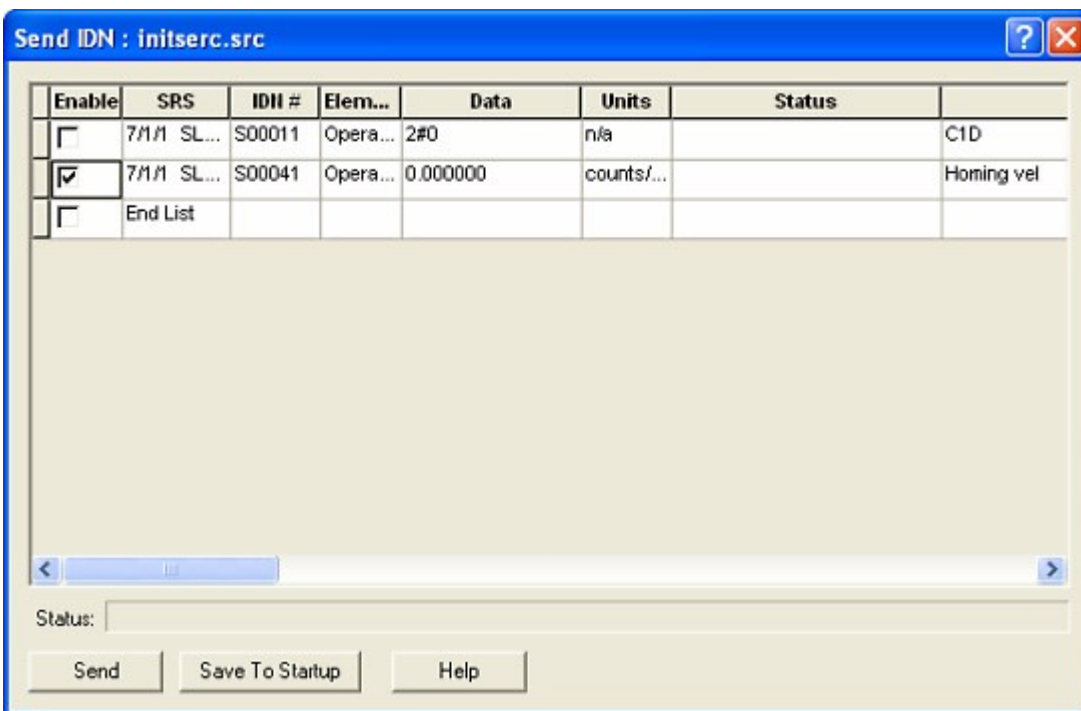 Send IDN : initserc.src
Enable SRS IDN # Elem... Data Units Status
7/1/1 SL... S00011 Opera... 2#0 n/a C1D
7/1/1 SL... S00041 Opera... 0.000000 counts/... Homing vel
End List
Status:
Send Save To Startup Help